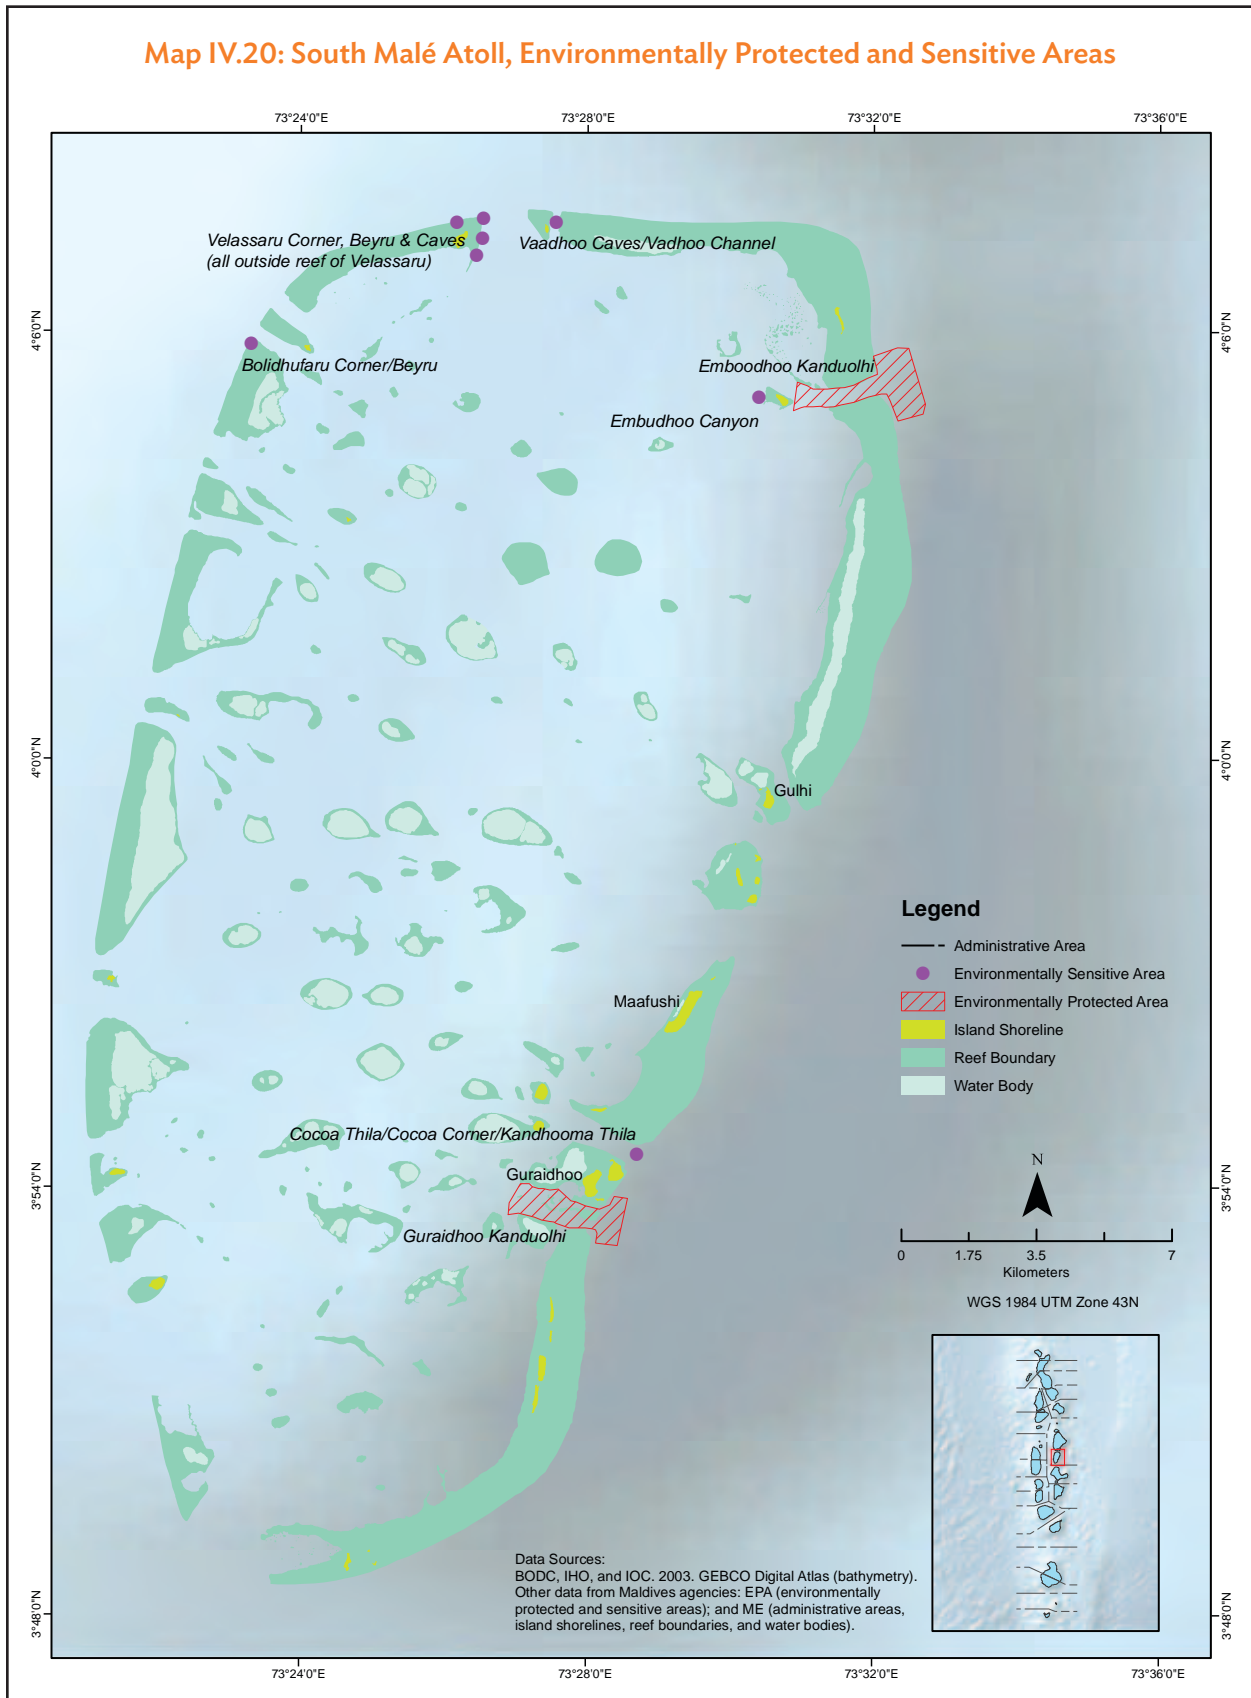 Map IV.20: South Malé Atoll, Environmentally Protected and Sensitive Areas
73°24'0"E
73°28'0"E
73°32'0"E
73°36'0"E
Velassaru Corner, Beyru & Caves
(all outside reef of Velassaru)
Vaadhoo Caves/Vadhoo Channel
4°6'0"N
4°6'0"N
Bolidhufaru Corner/Beyru
Emboodhoo Kanduolhi
Embudhoo Canyon
4°0'0"N
4°0'0"N
Gulhi
Legend
Administrative Area
Environmentally Sensitive Area
Environmentally Protected Area
Island Shoreline
Reef Boundary
Water Body
Maafushi
Cocoa Thila/Cocoa Corner/Kandhooma Thila
Guraidhoo
3°54'0"N
3°54'0"N
Guraidhoo Kanduolhi
N
0 1.75 3.5 7
Kilometers
WGS 1984 UTM Zone 43N
Data Sources:
BODC, IHO, and IOC. 2003. GEBCO Digital Atlas (bathymetry).
Other data from Maldives agencies: EPA (environmentally
protected and sensitive areas); and ME (administrative areas,
island shorelines, reef boundaries, and water bodies).
3°48'0"N
3°48'0"N
73°24'0"E
73°28'0"E
73°32'0"E
73°36'0"E